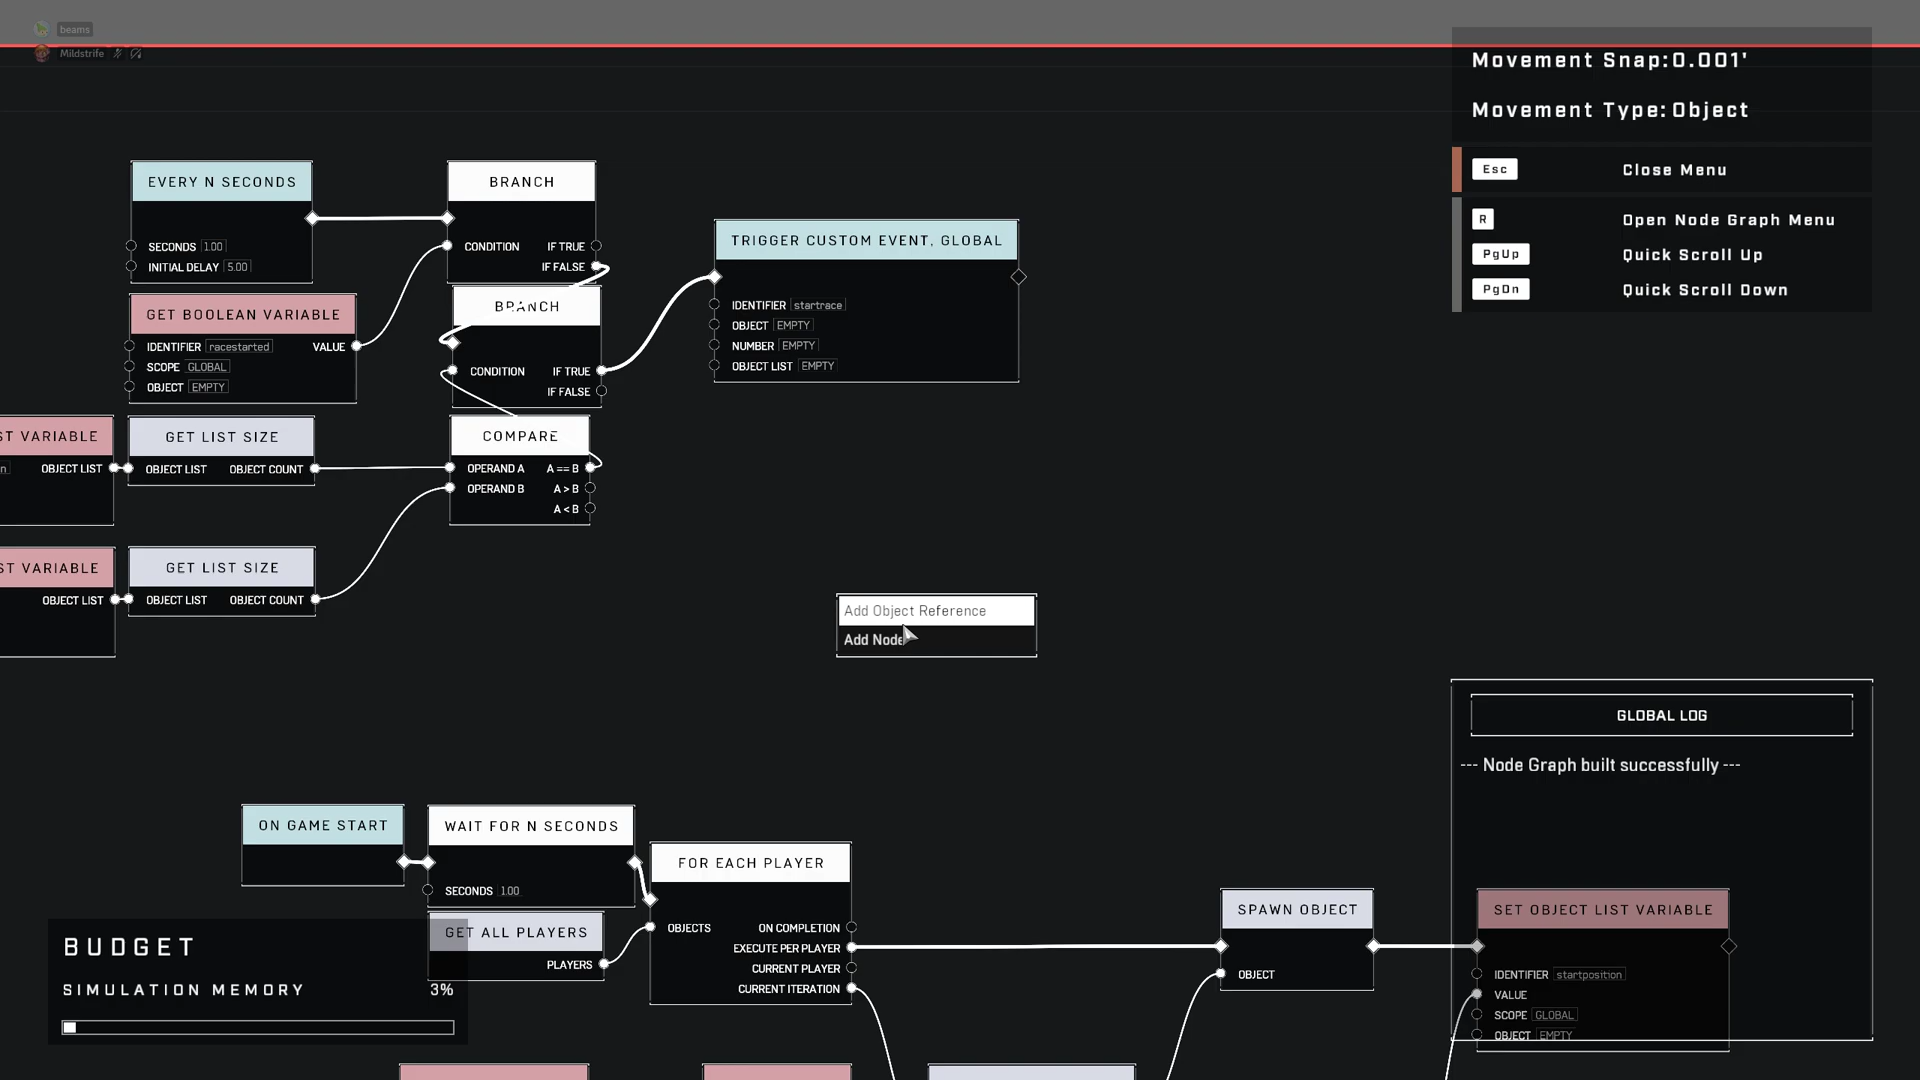 beams
Mildstrife
Movement Snap:0.001'
Movement Type:Object
Esc Close Menu
R Open Node Graph Menu
PgUp Quick Scroll Up
PgDn Quick Scroll Down
EVERY N SECONDS
SECONDS 1.00
INITIAL DELAY 5.00
BRANCH
CONDITION IF TRUE
IF FALSE
TRIGGER CUSTOM EVENT, GLOBAL
IDENTIFIER startrace
OBJECT EMPTY
NUMBER EMPTY
OBJECT LIST EMPTY
GET BOOLEAN VARIABLE
IDENTIFIER racestarted VALUE
SCOPE GLOBAL
OBJECT EMPTY
BRANCH
CONDITION IF TRUE
IF FALSE
ST VARIABLE
n OBJECT LIST
GET LIST SIZE
OBJECT LIST OBJECT COUNT
COMPARE
OPERAND A A == B
OPERAND B A > B
A < B
ST VARIABLE
OBJECT LIST
GET LIST SIZE
OBJECT LIST OBJECT COUNT
Add Object Reference
Add Node
GLOBAL LOG
--- Node Graph built successfully ---
ON GAME START
WAIT FOR N SECONDS
SECONDS 1.00
GET ALL PLAYERS
PLAYERS
FOR EACH PLAYER
OBJECTS ON COMPLETION
EXECUTE PER PLAYER
CURRENT PLAYER
CURRENT ITERATION
SPAWN OBJECT
OBJECT
SET OBJECT LIST VARIABLE
IDENTIFIER startposition
VALUE
SCOPE GLOBAL
OBJECT EMPTY
BUDGET
SIMULATION MEMORY 3%